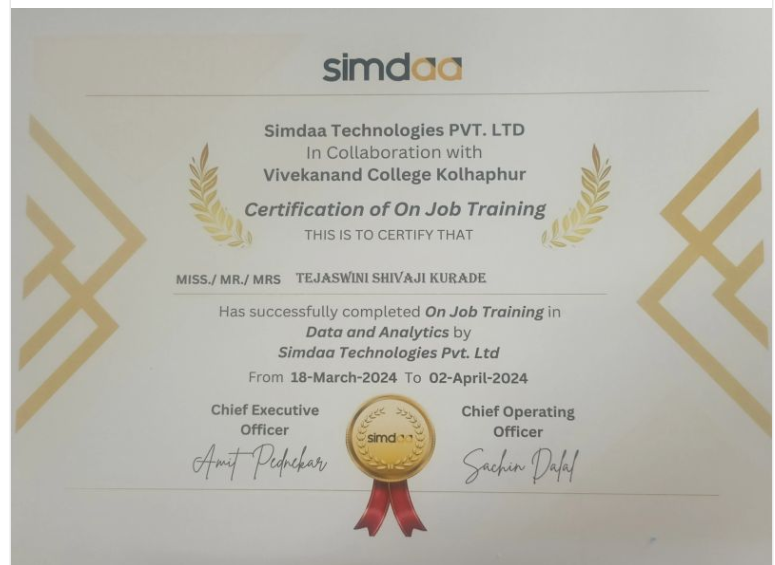 simdaa
Simdaa Technologies PVT. LTD
In Collaboration with
Vivekanand College Kolhaphur
Certification of On Job Training
THIS IS TO CERTIFY THAT
MISS./ MR./ MRS TEJASWINI SHIVAJI KURADE
Has successfully completed On Job Training in
Data and Analytics by
Simdaa Technologies Pvt. Ltd
From 18-March-2024 To 02-April-2024
Chief Executive
Officer
Amit Pednekar
simdaa
Chief Operating
Officer
Sachin Dalal